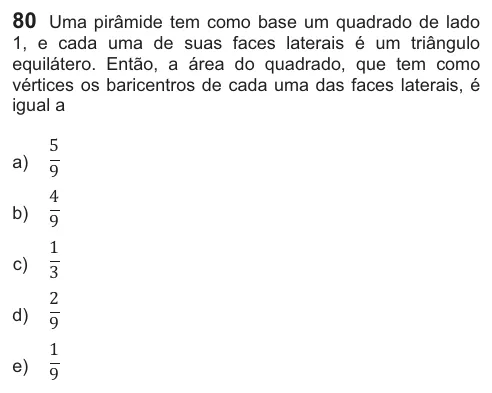 80 Uma pirâmide tem como base um quadrado de lado
1, e cada uma de suas faces laterais é um triângulo
equilátero. Então, a área do quadrado, que tem como
vértices os baricentros de cada uma das faces laterais, é
igual a
a) 5/9
b) 4/9
c) 1/3
d) 2/9
e) 1/9